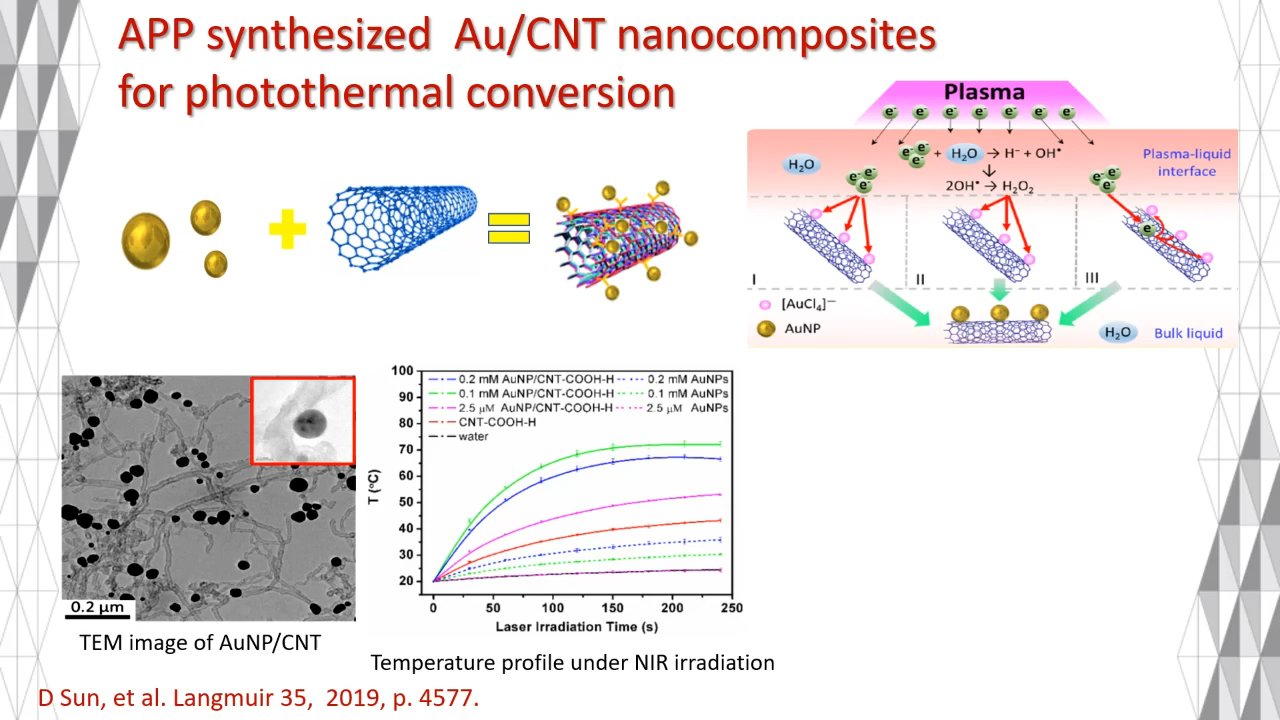 APP synthesized Au/CNT nanocomposites
for photothermal conversion
Plasma
e⁻ e⁻ e⁻ e⁻ e⁻ e⁻ e⁻
H₂O
e⁻ e⁻ e⁻ + H₂O → H⁻ + OH•
2OH• → H₂O₂
Plasma-liquid
interface
e⁻ e⁻ e⁻
e⁻ e⁻ e⁻
e⁻
I
II
III
[AuCl₄]⁻
AuNP
H₂O
Bulk liquid
0.2 µm
TEM image of AuNP/CNT
100
90
80
70
60
50
40
30
20
T (°C)
0.2 mM AuNP/CNT-COOH-H
0.2 mM AuNPs
0.1 mM AuNP/CNT-COOH-H
0.1 mM AuNPs
2.5 µM AuNP/CNT-COOH-H
2.5 µM AuNPs
CNT-COOH-H
water
0 50 100 150 200 250
Laser Irradiation Time (s)
Temperature profile under NIR irradiation
D Sun, et al. Langmuir 35, 2019, p. 4577.